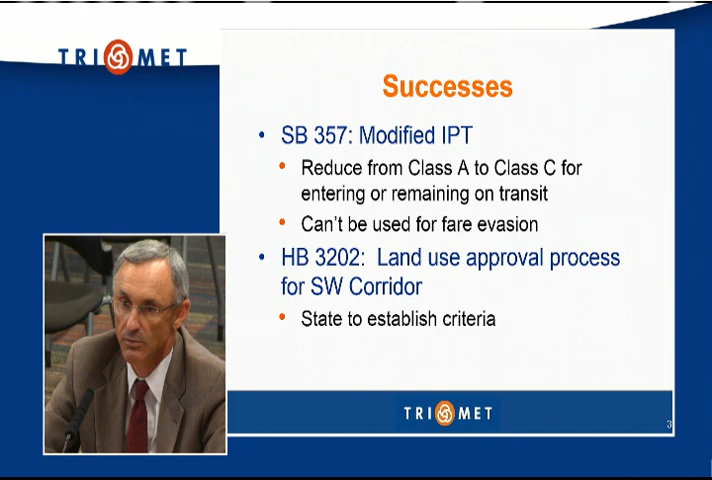 TRIMET
Successes
• SB 357: Modified IPT
• Reduce from Class A to Class C for
entering or remaining on transit
• Can't be used for fare evasion
• HB 3202: Land use approval process
for SW Corridor
• State to establish criteria
TRIMET
3